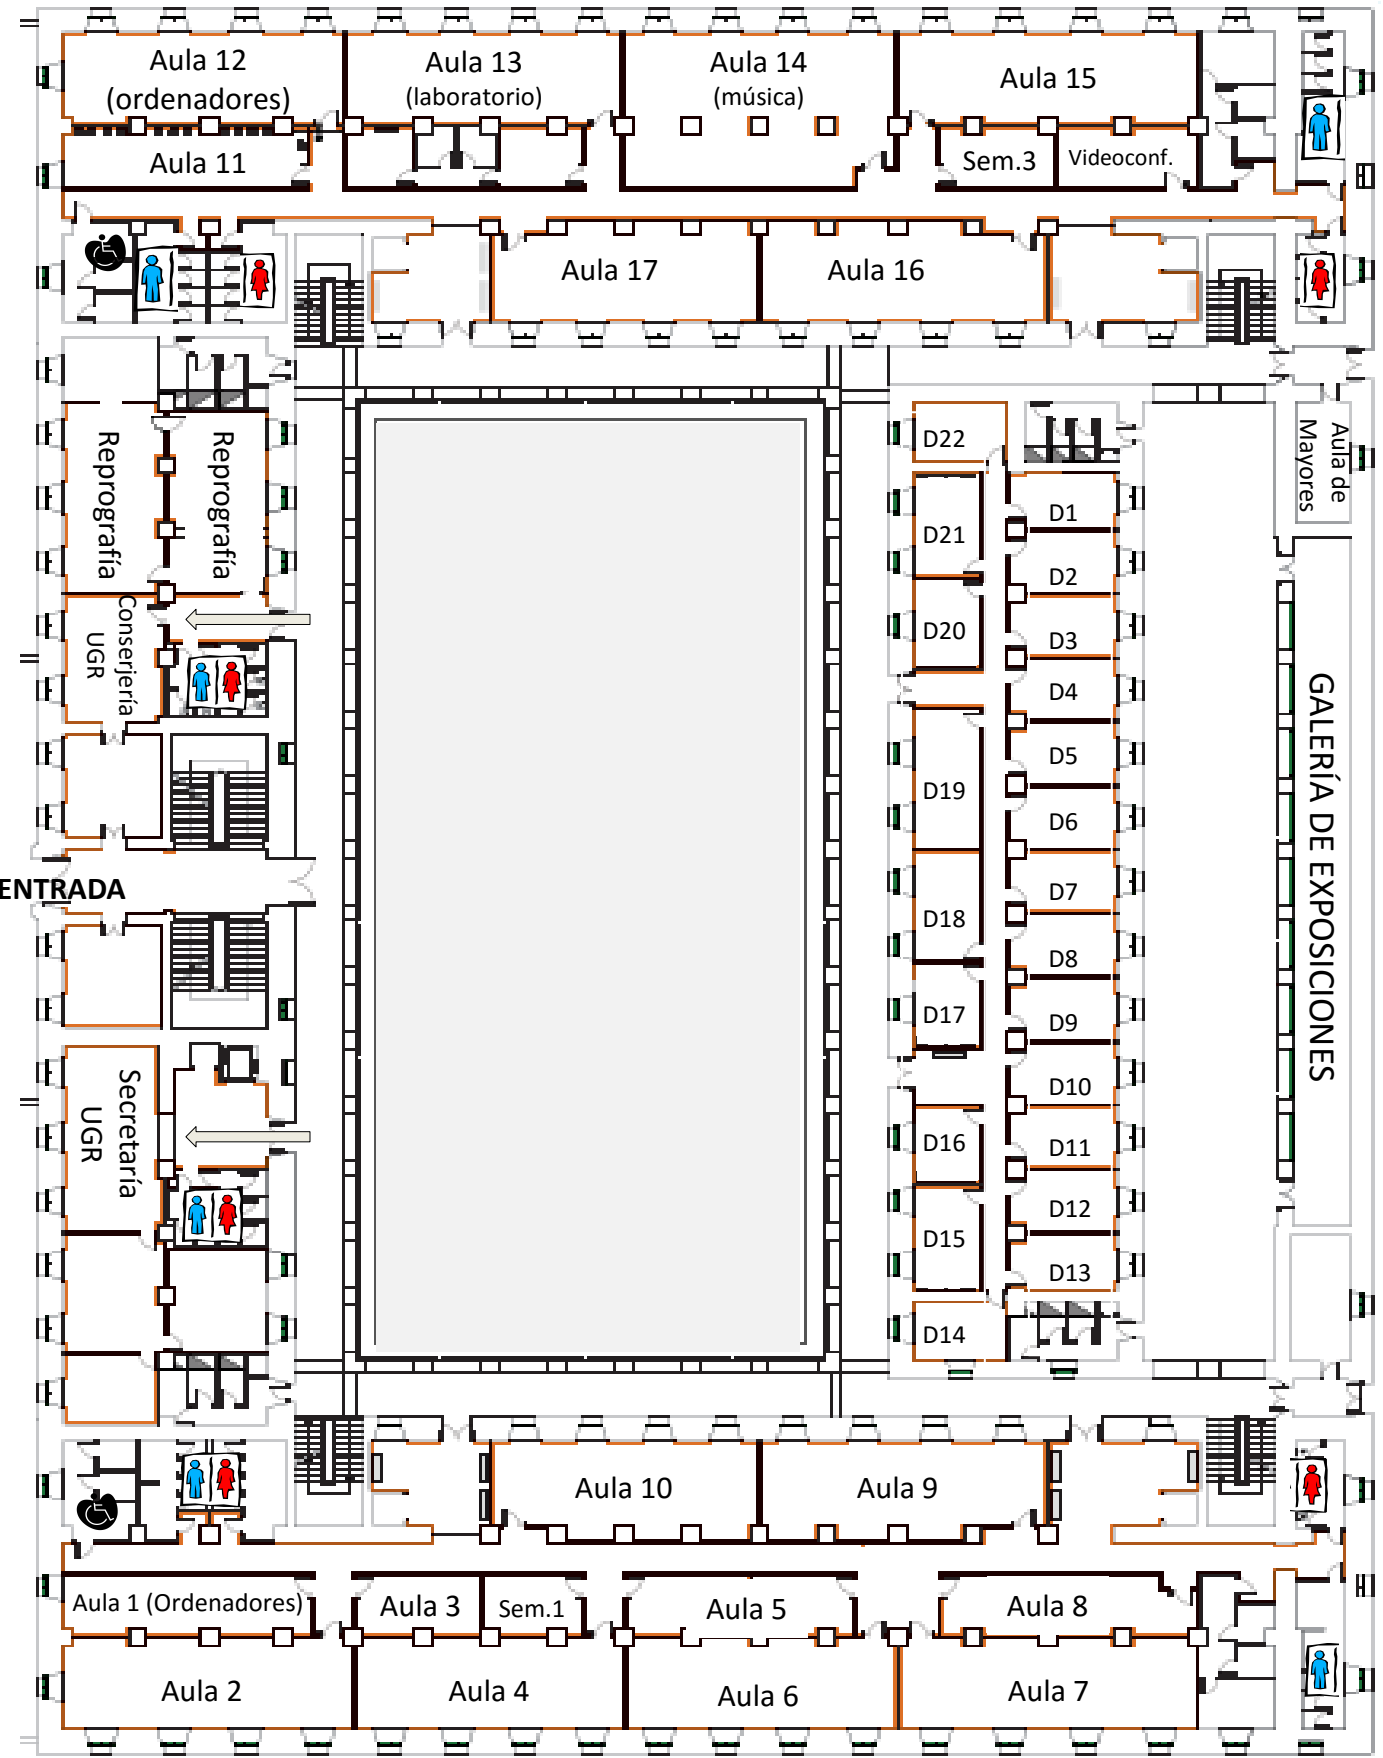 Aula 12
(ordenadores)
Aula 13
(laboratorio)
Aula 14
(música)
Aula 15
Aula 11
Sem.3
Videoconf.
Aula 17
Aula 16
Reprografía
Reprografía
Conserjería
UGR
D22
D21
D20
D19
D18
D17
D16
D15
D14
D1
D2
D3
D4
D5
D6
D7
D8
D9
D10
D11
D12
D13
Aula de
Mayores
GALERÍA DE EXPOSICIONES
ENTRADA
Secretaría
UGR
Aula 10
Aula 9
Aula 1 (Ordenadores)
Aula 3
Sem.1
Aula 5
Aula 8
Aula 2
Aula 4
Aula 6
Aula 7